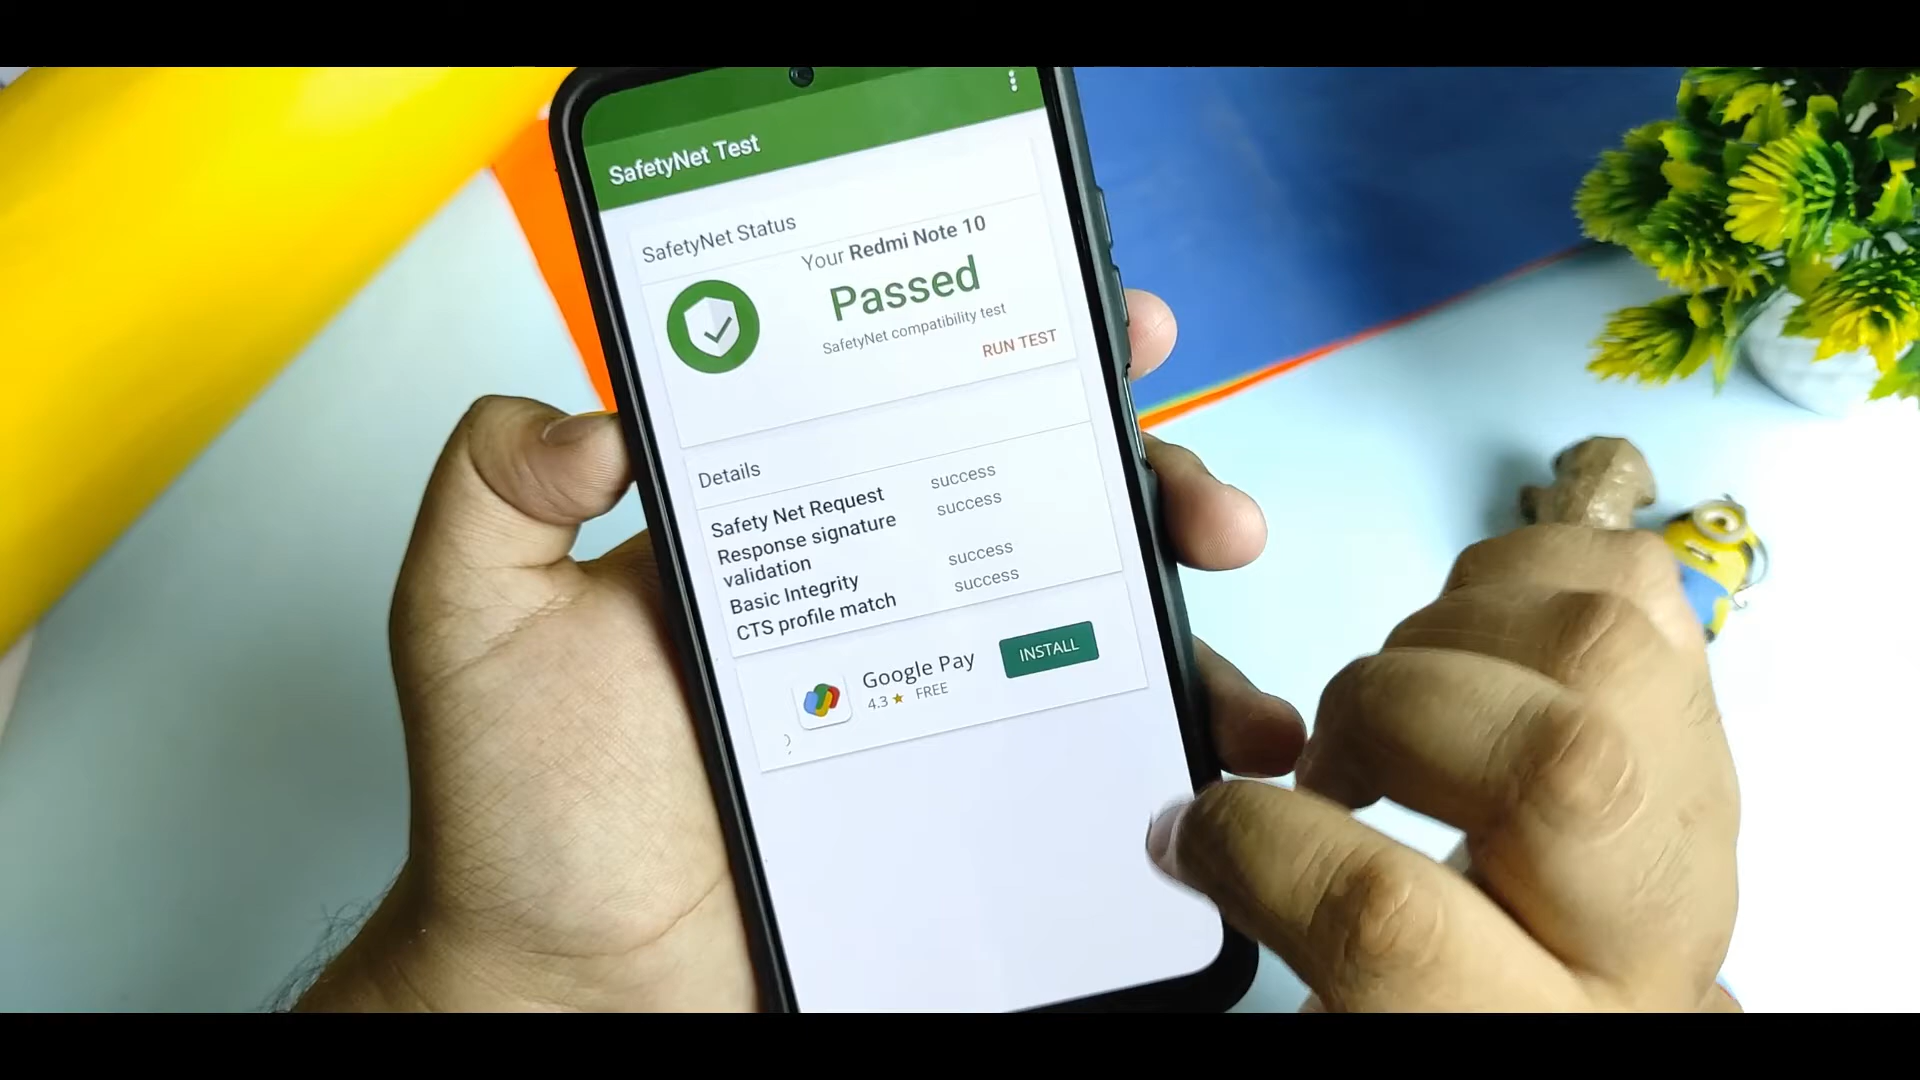 SafetyNet Test
SafetyNet Status
Your Redmi Note 10
Passed
SafetyNet compatibility test
RUN TEST
Details
Safety Net Request success
Response signature validation success
Basic Integrity success
CTS profile match success
Google Pay
4.3 ★ FREE
INSTALL